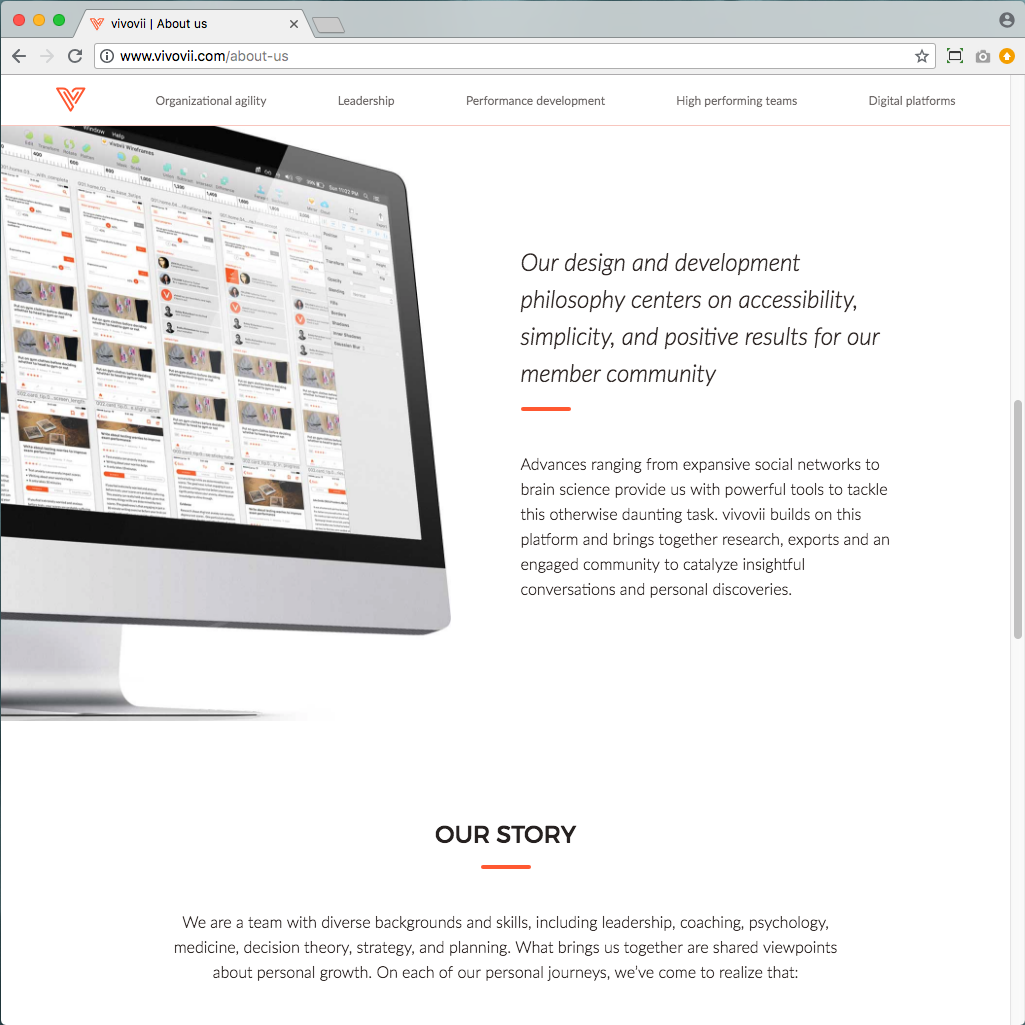 vivovii | About us
www.vivovii.com/about-us
Organizational agility
Leadership
Performance development
High performing teams
Digital platforms
Window Help
vivovii Wireframes
Our design and development
philosophy centers on accessibility,
simplicity, and positive results for our
member community
Advances ranging from expansive social networks to
brain science provide us with powerful tools to tackle
this otherwise daunting task. vivovii builds on this
platform and brings together research, exports and an
engaged community to catalyze insightful
conversations and personal discoveries.
OUR STORY
We are a team with diverse backgrounds and skills, including leadership, coaching, psychology,
medicine, decision theory, strategy, and planning. What brings us together are shared viewpoints
about personal growth. On each of our personal journeys, we've come to realize that: